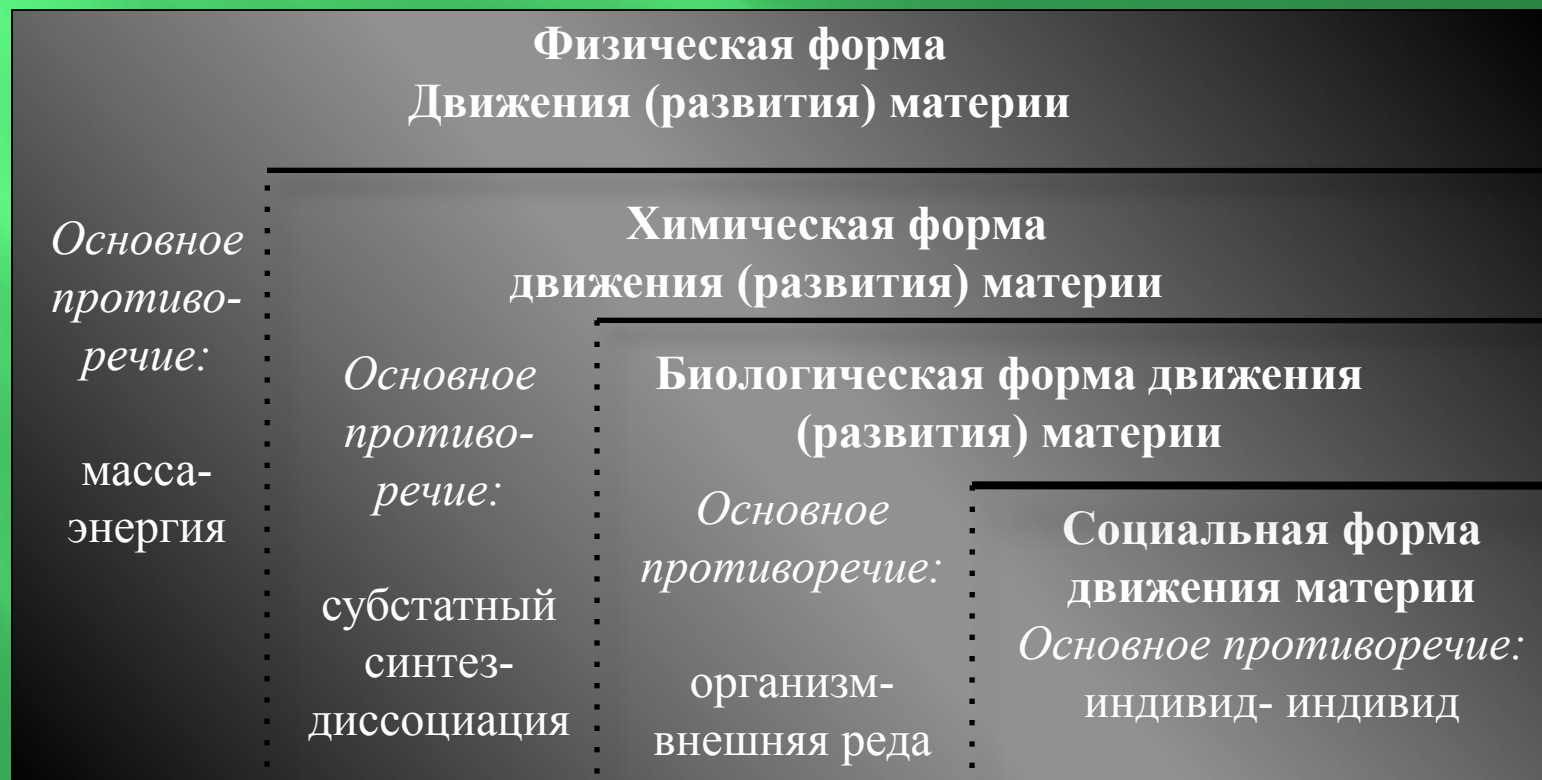 Физическая форма
Движения (развития) материи
Основное
противо-
речие:
масса-
энергия
Химическая форма
движения (развития) материи
Основное
противо-
речие:
субстатный
синтез-
диссоциация
Биологическая форма движения
(развития) материи
Основное
противоречие:
организм-
внешняя реда
Социальная форма
движения материи
Основное противоречие:
индивид- индивид